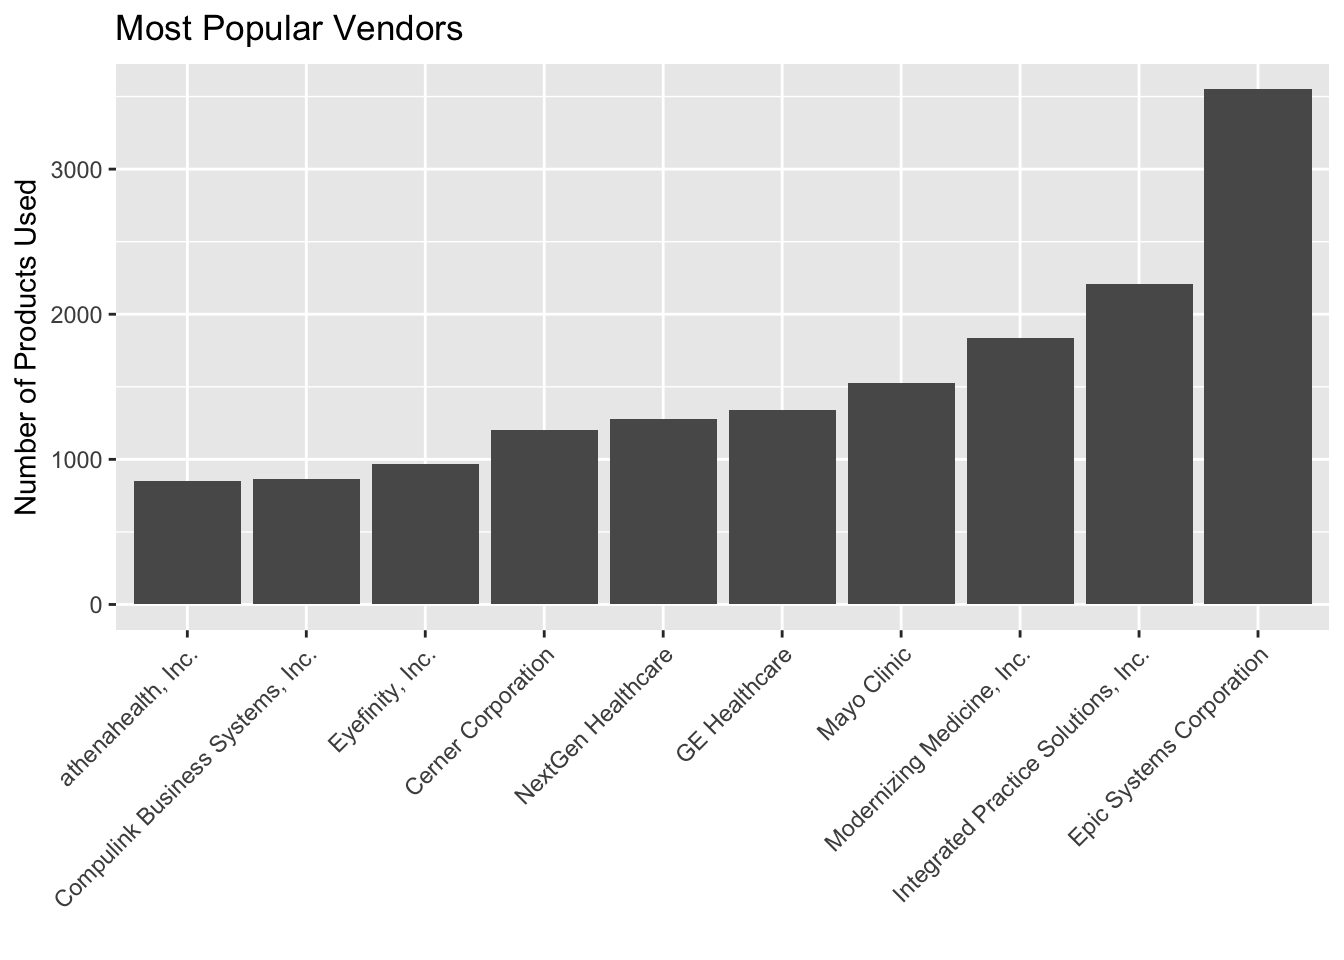 Most Popular Vendors
Number of Products Used
3000
2000
1000
0
athenahealth, Inc.
Compulink Business Systems, Inc.
Eyefinity, Inc.
Cerner Corporation
NextGen Healthcare
GE Healthcare
Mayo Clinic
Modernizing Medicine, Inc.
Integrated Practice Solutions, Inc.
Epic Systems Corporation